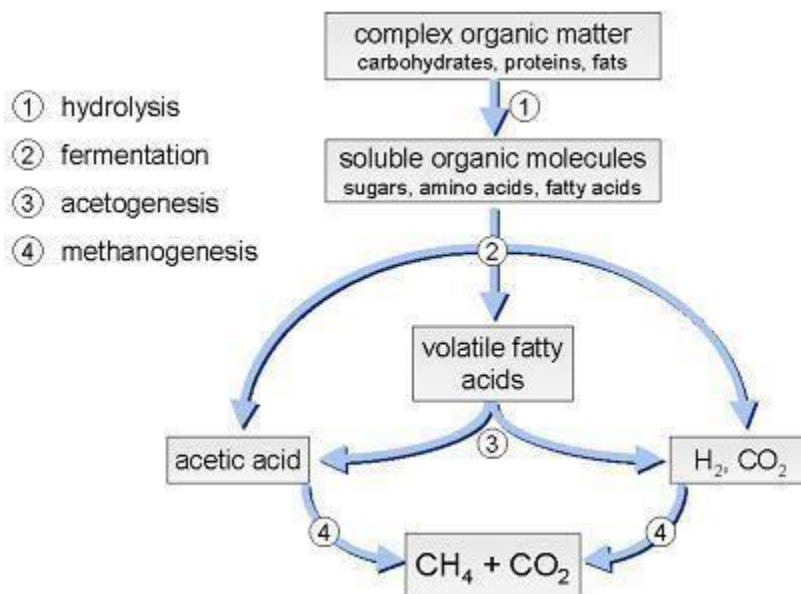 complex organic matter
carbohydrates, proteins, fats
① hydrolysis
① 
② fermentation
soluble organic molecules
sugars, amino acids, fatty acids
③ acetogenesis
④ methanogenesis
②
volatile fatty
acids
③
acetic acid
H₂, CO₂
④
④
CH₄ + CO₂